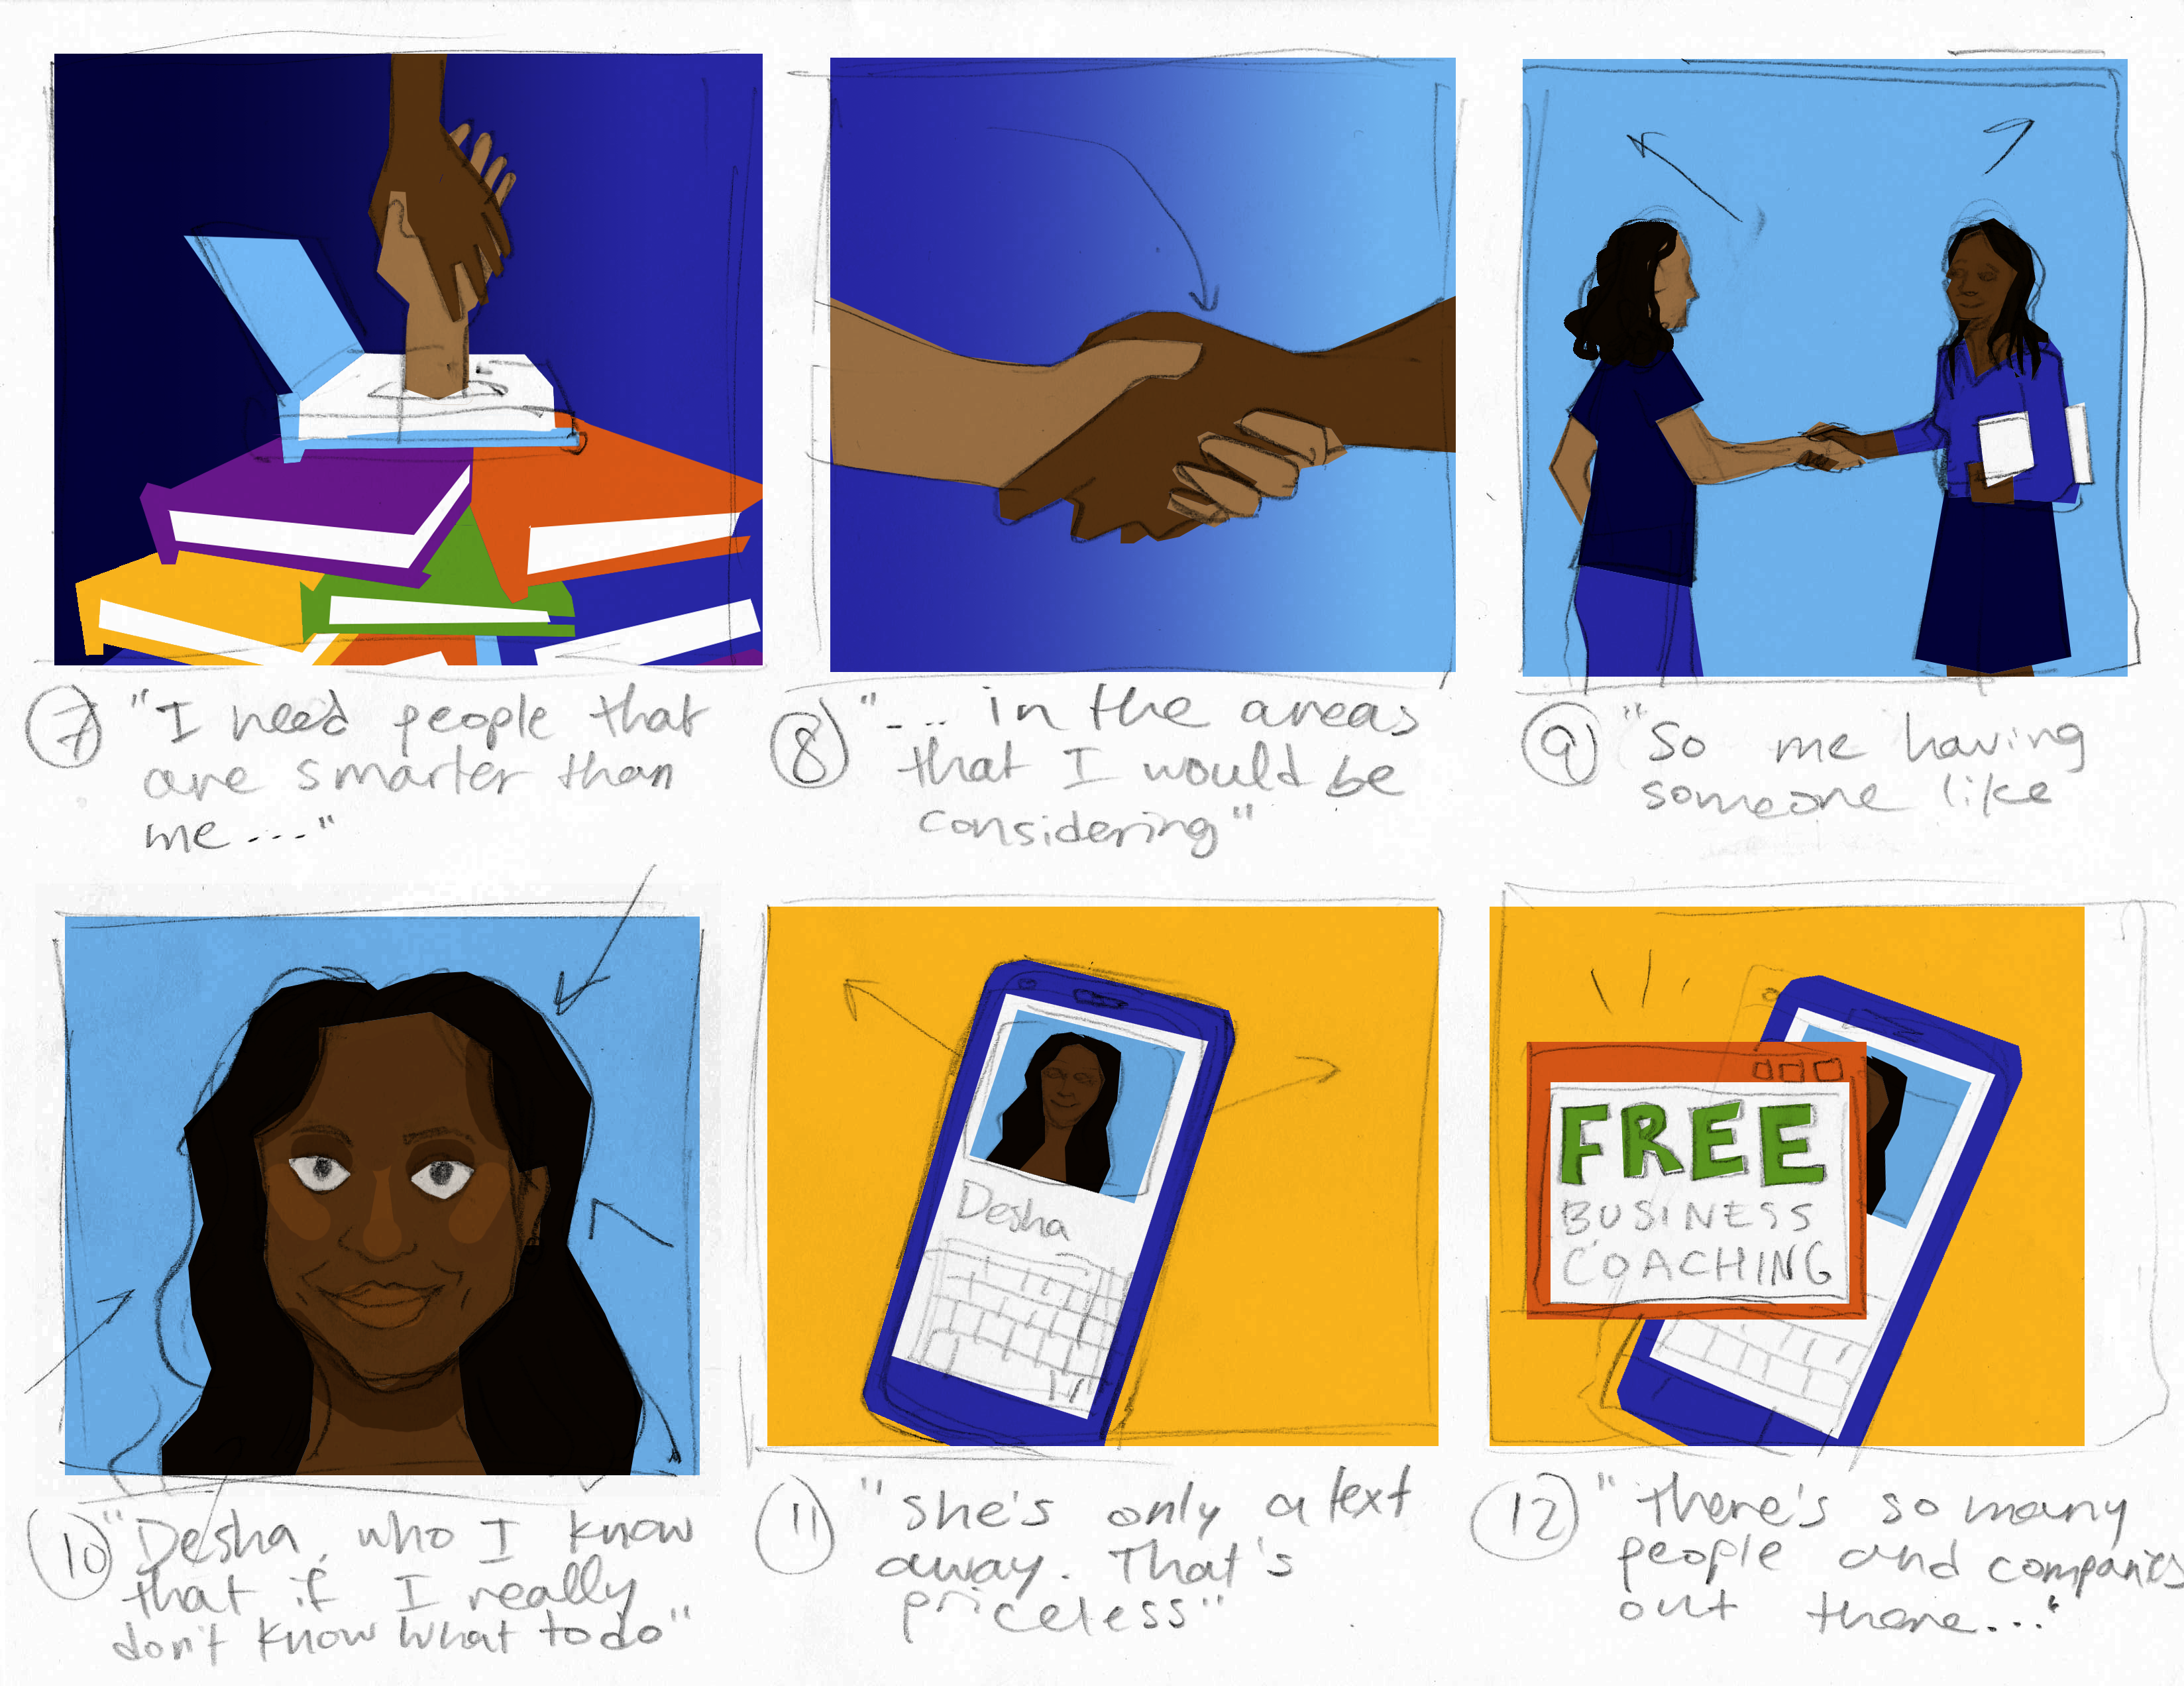 7 "I need people that
are smarter than
me ..."
8 "... in the areas
that I would be
considering"
9 "So me having
someone like
10 "Desha, who I know
that if I really
don't know what to do"
Desha
11 "She's only a text
away. That's
priceless"
FREE
BUSINESS
COACHING
12 "There's so many
people and companies
out there..."